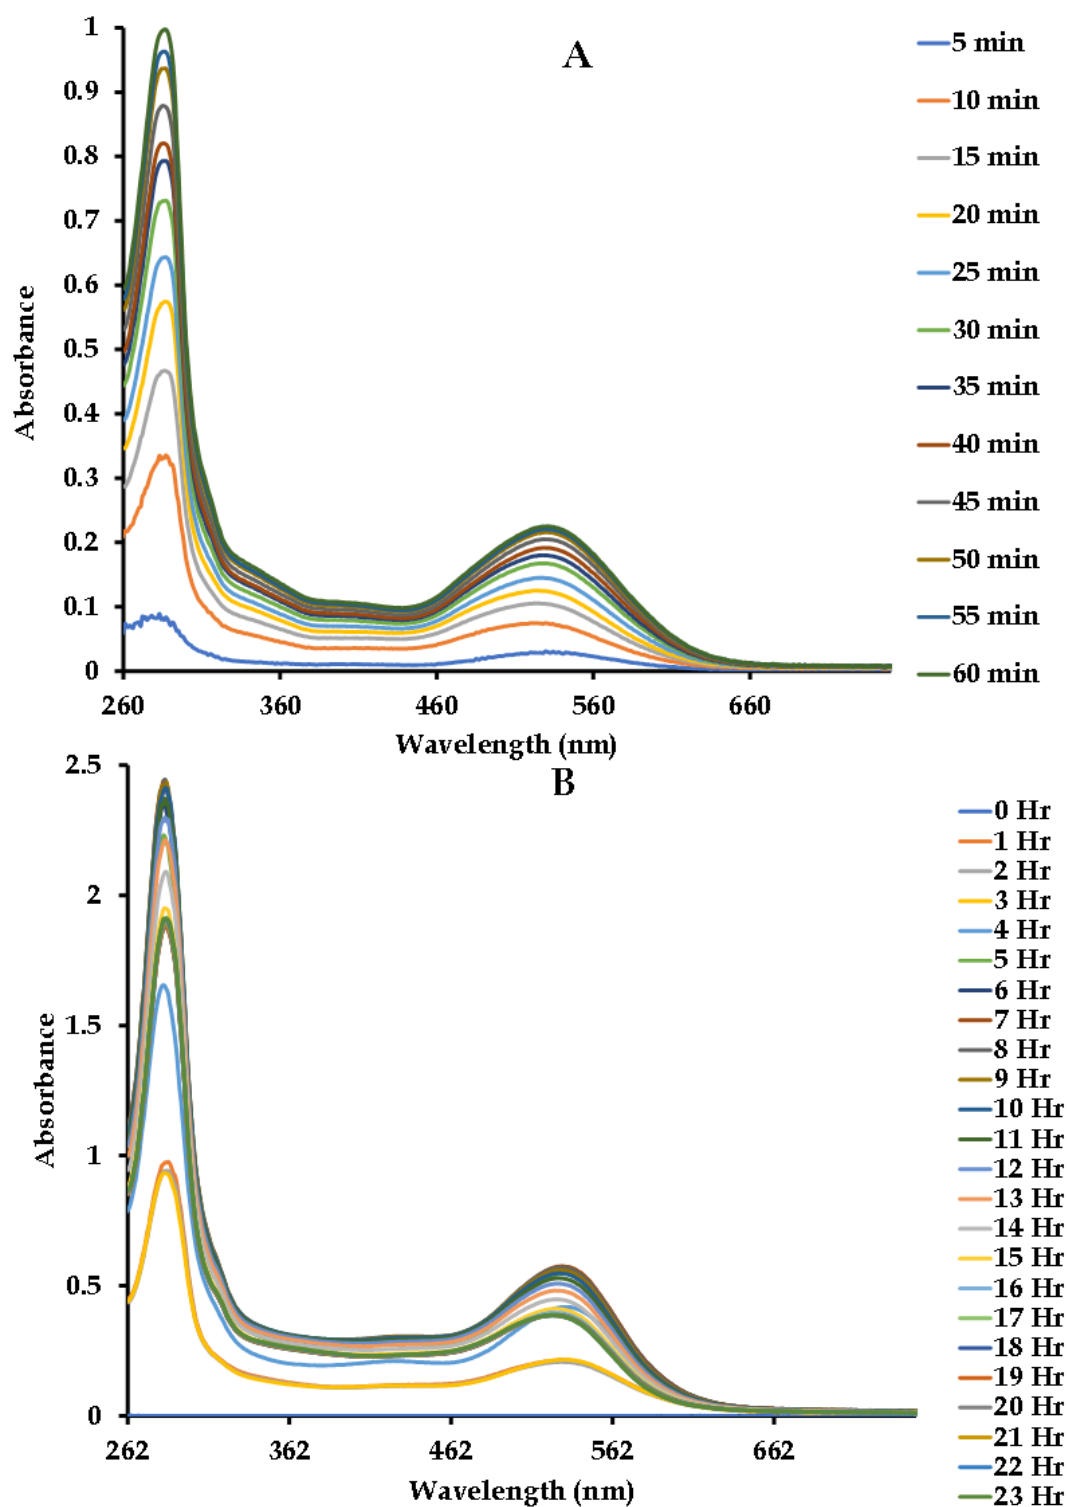 A
1
0.9
0.8
0.7
0.6
0.5
0.4
0.3
0.2
0.1
0
Absorbance
260 360 460 560 660
Wavelength (nm)
5 min
10 min
15 min
20 min
25 min
30 min
35 min
40 min
45 min
50 min
55 min
60 min
B
2.5
2
1.5
1
0.5
0
Absorbance
262 362 462 562 662
Wavelength (nm)
0 Hr
1 Hr
2 Hr
3 Hr
4 Hr
5 Hr
6 Hr
7 Hr
8 Hr
9 Hr
10 Hr
11 Hr
12 Hr
13 Hr
14 Hr
15 Hr
16 Hr
17 Hr
18 Hr
19 Hr
20 Hr
21 Hr
22 Hr
23 Hr